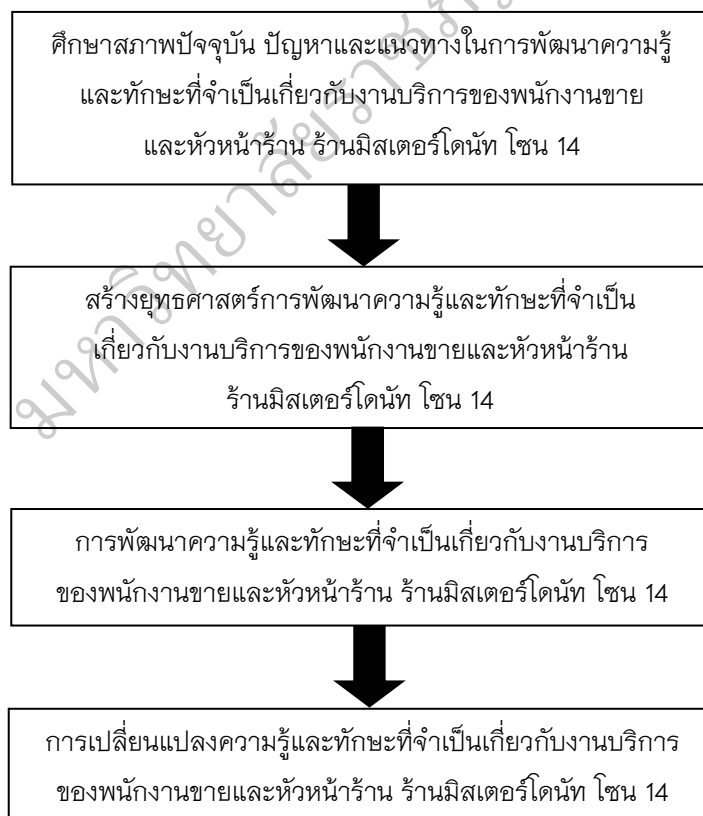 ศึกษาสภาพปัจจุบัน ปัญหาและแนวทางในการพัฒนาความรู้
และทักษะที่จำเป็นเกี่ยวกับงานบริการของพนักงานขาย
และหัวหน้าร้าน ร้านมิสเตอร์โดนัท โซน 14
สร้างยุทธศาสตร์การพัฒนาความรู้และทักษะที่จำเป็น
เกี่ยวกับงานบริการของพนักงานขายและหัวหน้าร้าน
ร้านมิสเตอร์โดนัท โซน 14
การพัฒนาความรู้และทักษะที่จำเป็นเกี่ยวกับงานบริการ
ของพนักงานขายและหัวหน้าร้าน ร้านมิสเตอร์โดนัท โซน 14
การเปลี่ยนแปลงความรู้และทักษะที่จำเป็นเกี่ยวกับงานบริการ
ของพนักงานขายและหัวหน้าร้าน ร้านมิสเตอร์โดนัท โซน 14
มหาวิทยาลัย